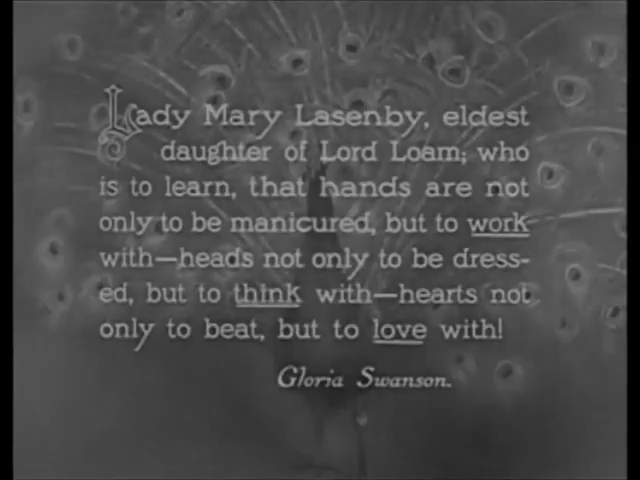 Lady Mary Lasenby, eldest
daughter of Lord Loam; who
is to learn, that hands are not
only to be manicured, but to work
with—heads not only to be dress-
ed, but to think with—hearts not
only to beat, but to love with!
Gloria Swanson.